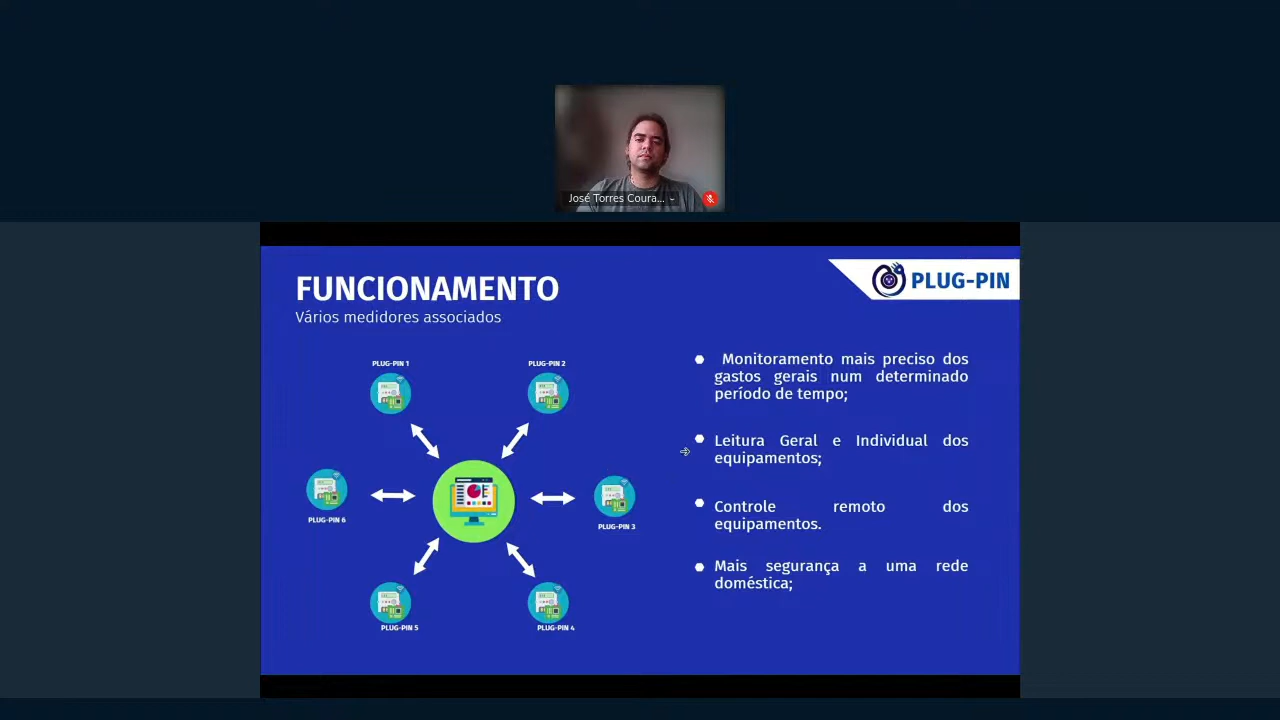 José Torres Coura...
FUNCIONAMENTO
Vários medidores associados
PLUG-PIN
PLUG-PIN 1
PLUG-PIN 2
PLUG-PIN 6
PLUG-PIN 3
PLUG-PIN 5
PLUG-PIN 4
Monitoramento mais preciso dos
gastos gerais num determinado
período de tempo;
Leitura Geral e Individual dos
equipamentos;
Controle remoto dos
equipamentos.
Mais segurança a uma rede
doméstica;